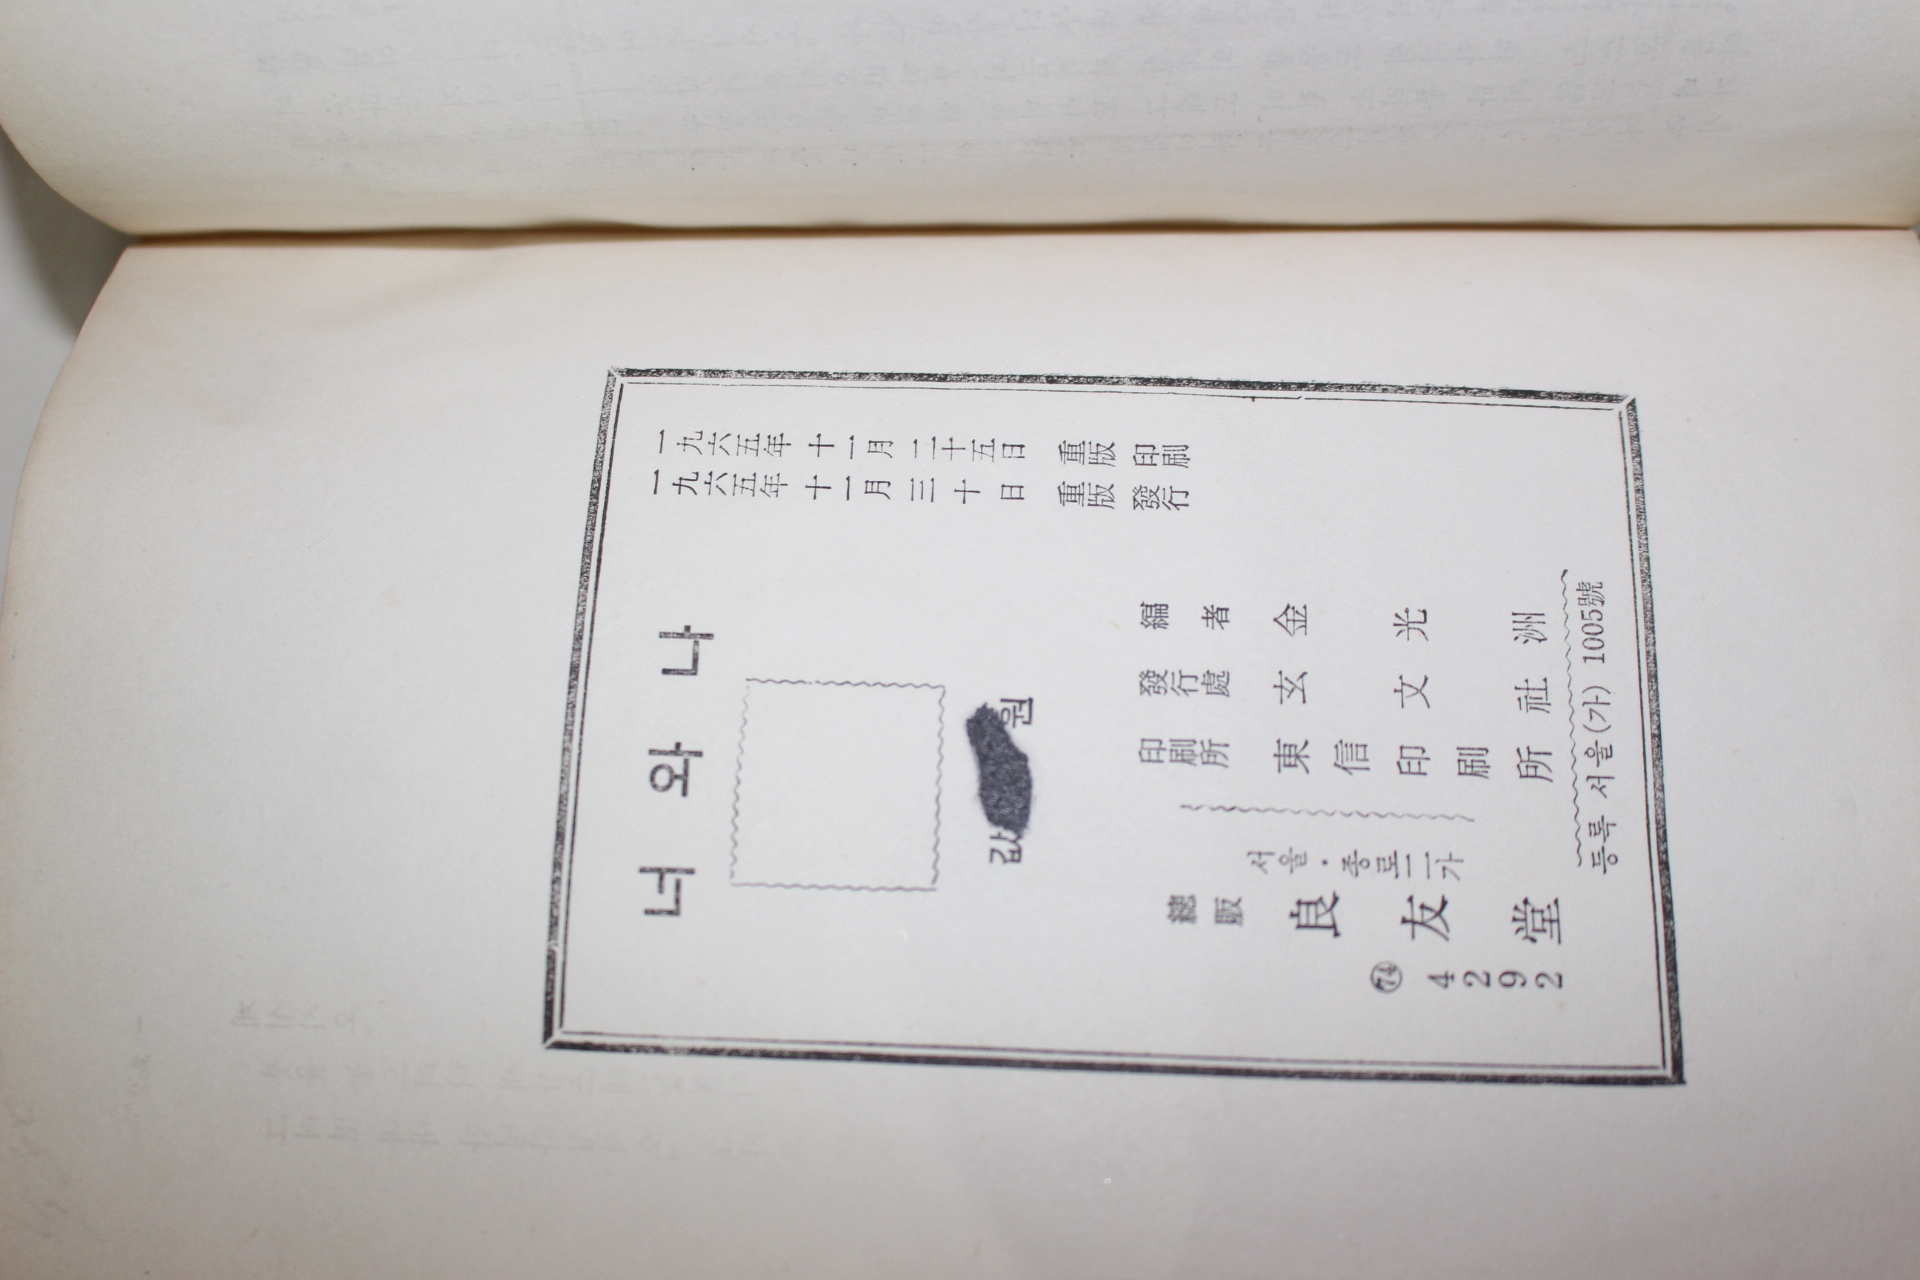 一九六五年 十一月 二十五日 重版 印刷
一九六五年 十一月 三十日 重版 發行
너와나
값 원
編者 金光洲
發行處 玄文社
印刷所 東信印刷所
등록 서울(가) 1005號
서울·종로二가
總販 良友堂
㉔ 4292